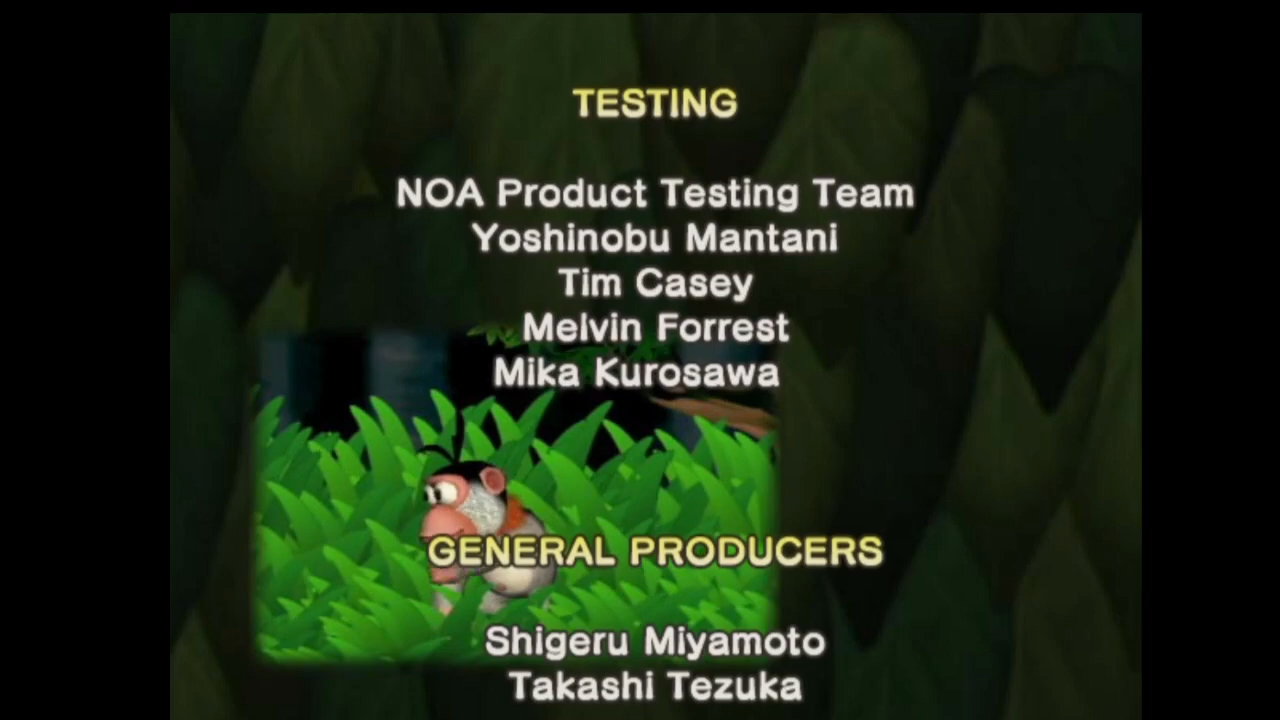 TESTING
NOA Product Testing Team
Yoshinobu Mantani
Tim Casey
Melvin Forrest
Mika Kurosawa
GENERAL PRODUCERS
Shigeru Miyamoto
Takashi Tezuka